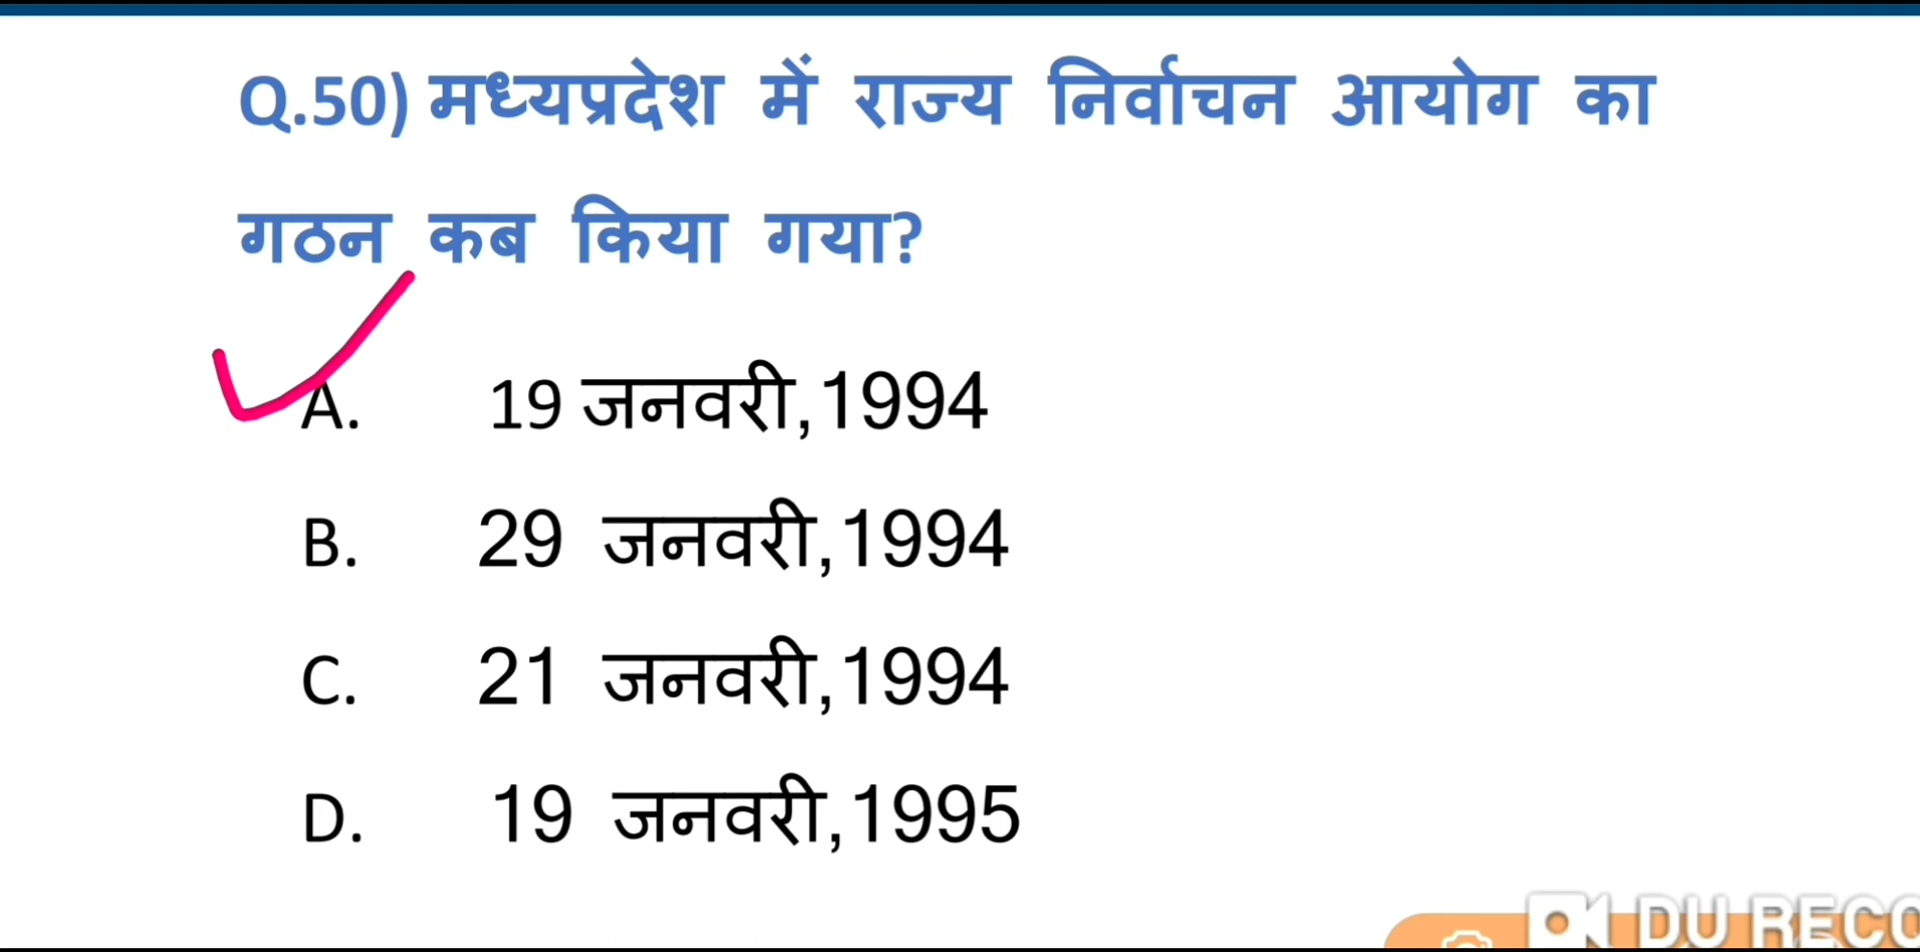 Q.50) मध्यप्रदेश में राज्य निर्वाचन आयोग का
गठन कब किया गया?
A. 19 जनवरी,1994
B. 29 जनवरी,1994
C. 21 जनवरी,1994
D. 19 जनवरी,1995
DU RECO